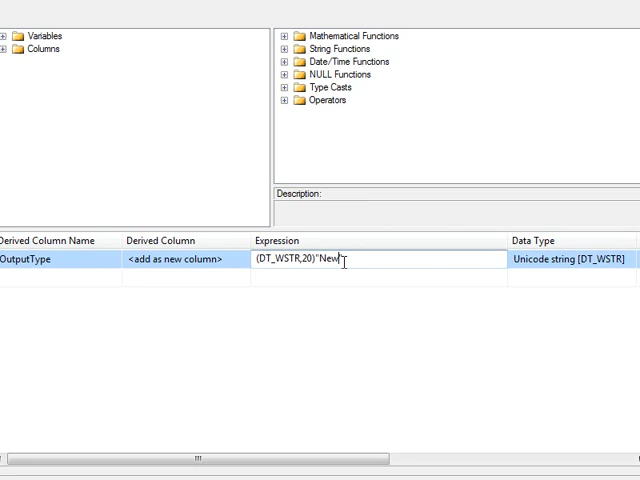 Variables
Columns
Mathematical Functions
String Functions
Date/Time Functions
NULL Functions
Type Casts
Operators
Description:
Derived Column Name Derived Column Expression Data Type
OutputType <add as new column> (DT_WSTR,20)"New" Unicode string [DT_WSTR]